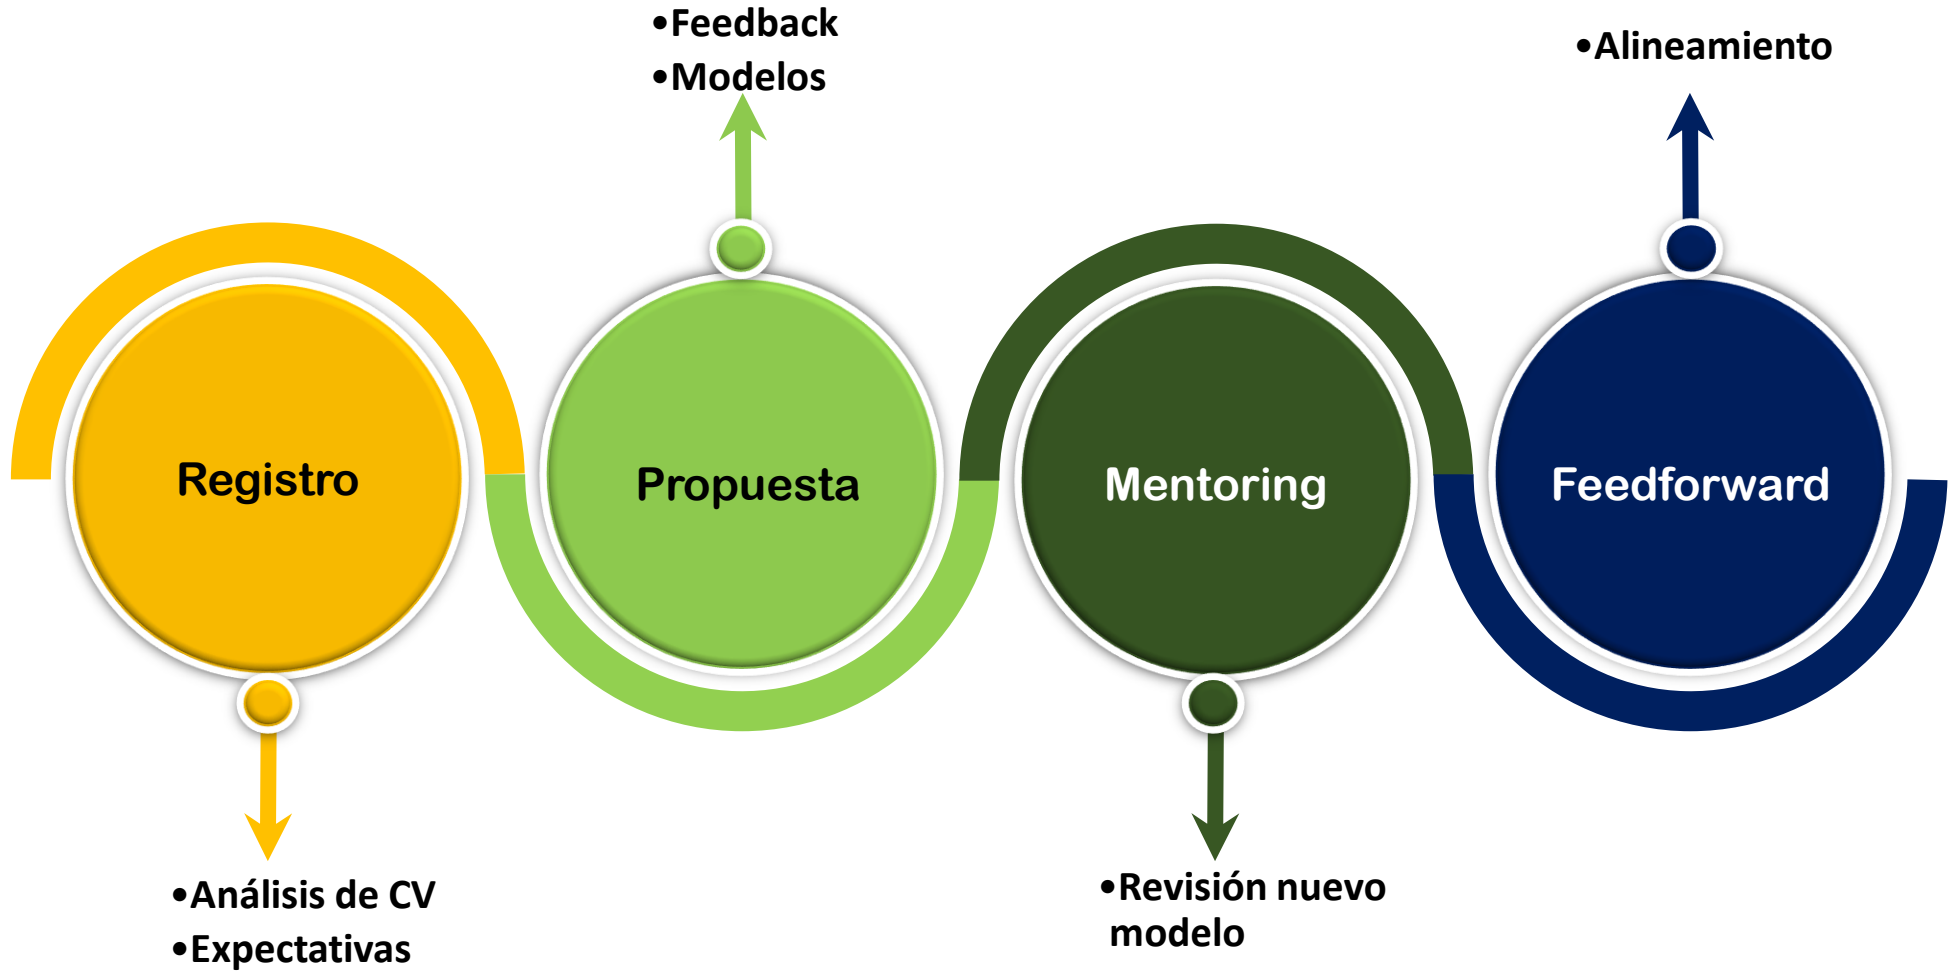 •Feedback
•Modelos
•Alineamiento
Registro
Propuesta
Mentoring
Feedforward
•Análisis de CV
•Expectativas
•Revisión nuevo
modelo